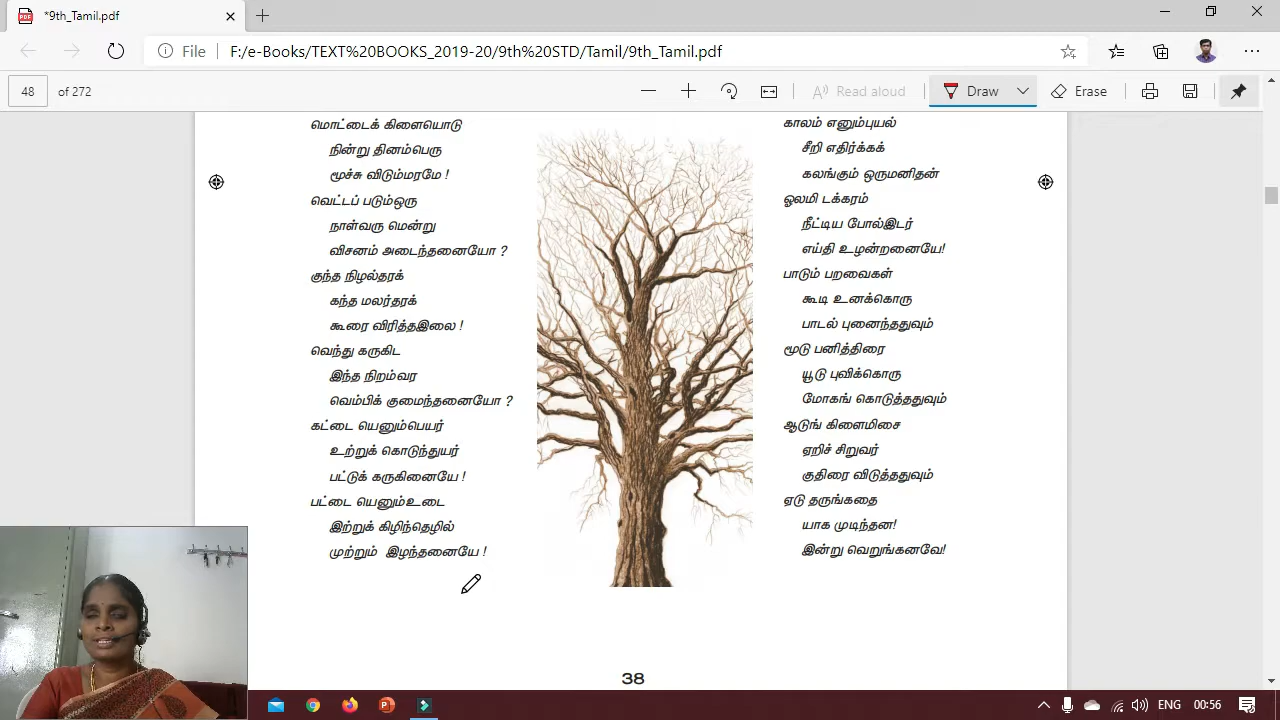 *9th_Tamil.pdf
File
F:/e-Books/TEXT%20BOOKS_2019-20/9th%20STD/Tamil/9th_Tamil.pdf
48 of 272
Read aloud
Draw
Erase
மொட்டைக் கிளையொடு
நின்று தினம்பெரு
மூச்சு விடும்மரமே !
வெட்டப் படும்ஒரு
நாள்வரு மென்று
விசனம் அடைந்தனையோ ?
குந்த நிழல்தரக்
கந்த மலர்தரக்
கூரை விரித்தஇலை !
வெந்து கருகிட
இந்த நிறம்வர
வெம்பிக் குமைந்தனையோ ?
கட்டை யெனும்பெயர்
உற்றுக் கொடுந்துயர்
பட்டுக் கருகினையே !
பட்டை யெனும்உடை
இற்றுக் கிழிந்தெழில்
முற்றும் இழந்தனையே !
காலம் எனும்புயல்
சீறி எதிர்க்கக்
கலங்கும் ஒருமனிதன்
ஓலமி டக்கரம்
நீட்டிய போல்இடர்
எய்தி உழன்றனையே!
பாடும் பறவைகள்
கூடி உனக்கொரு
பாடல் புனைந்ததுவும்
மூடு பனித்திரை
யூடு புவிக்கொரு
மோகங் கொடுத்ததுவும்
ஆடுங் கிளைமிசை
ஏறிச் சிறுவர்
குதிரை விடுத்ததுவும்
ஏடு தருங்கதை
யாக முடிந்தன!
இன்று வெறுங்கனவே!
38
ENG
00:56